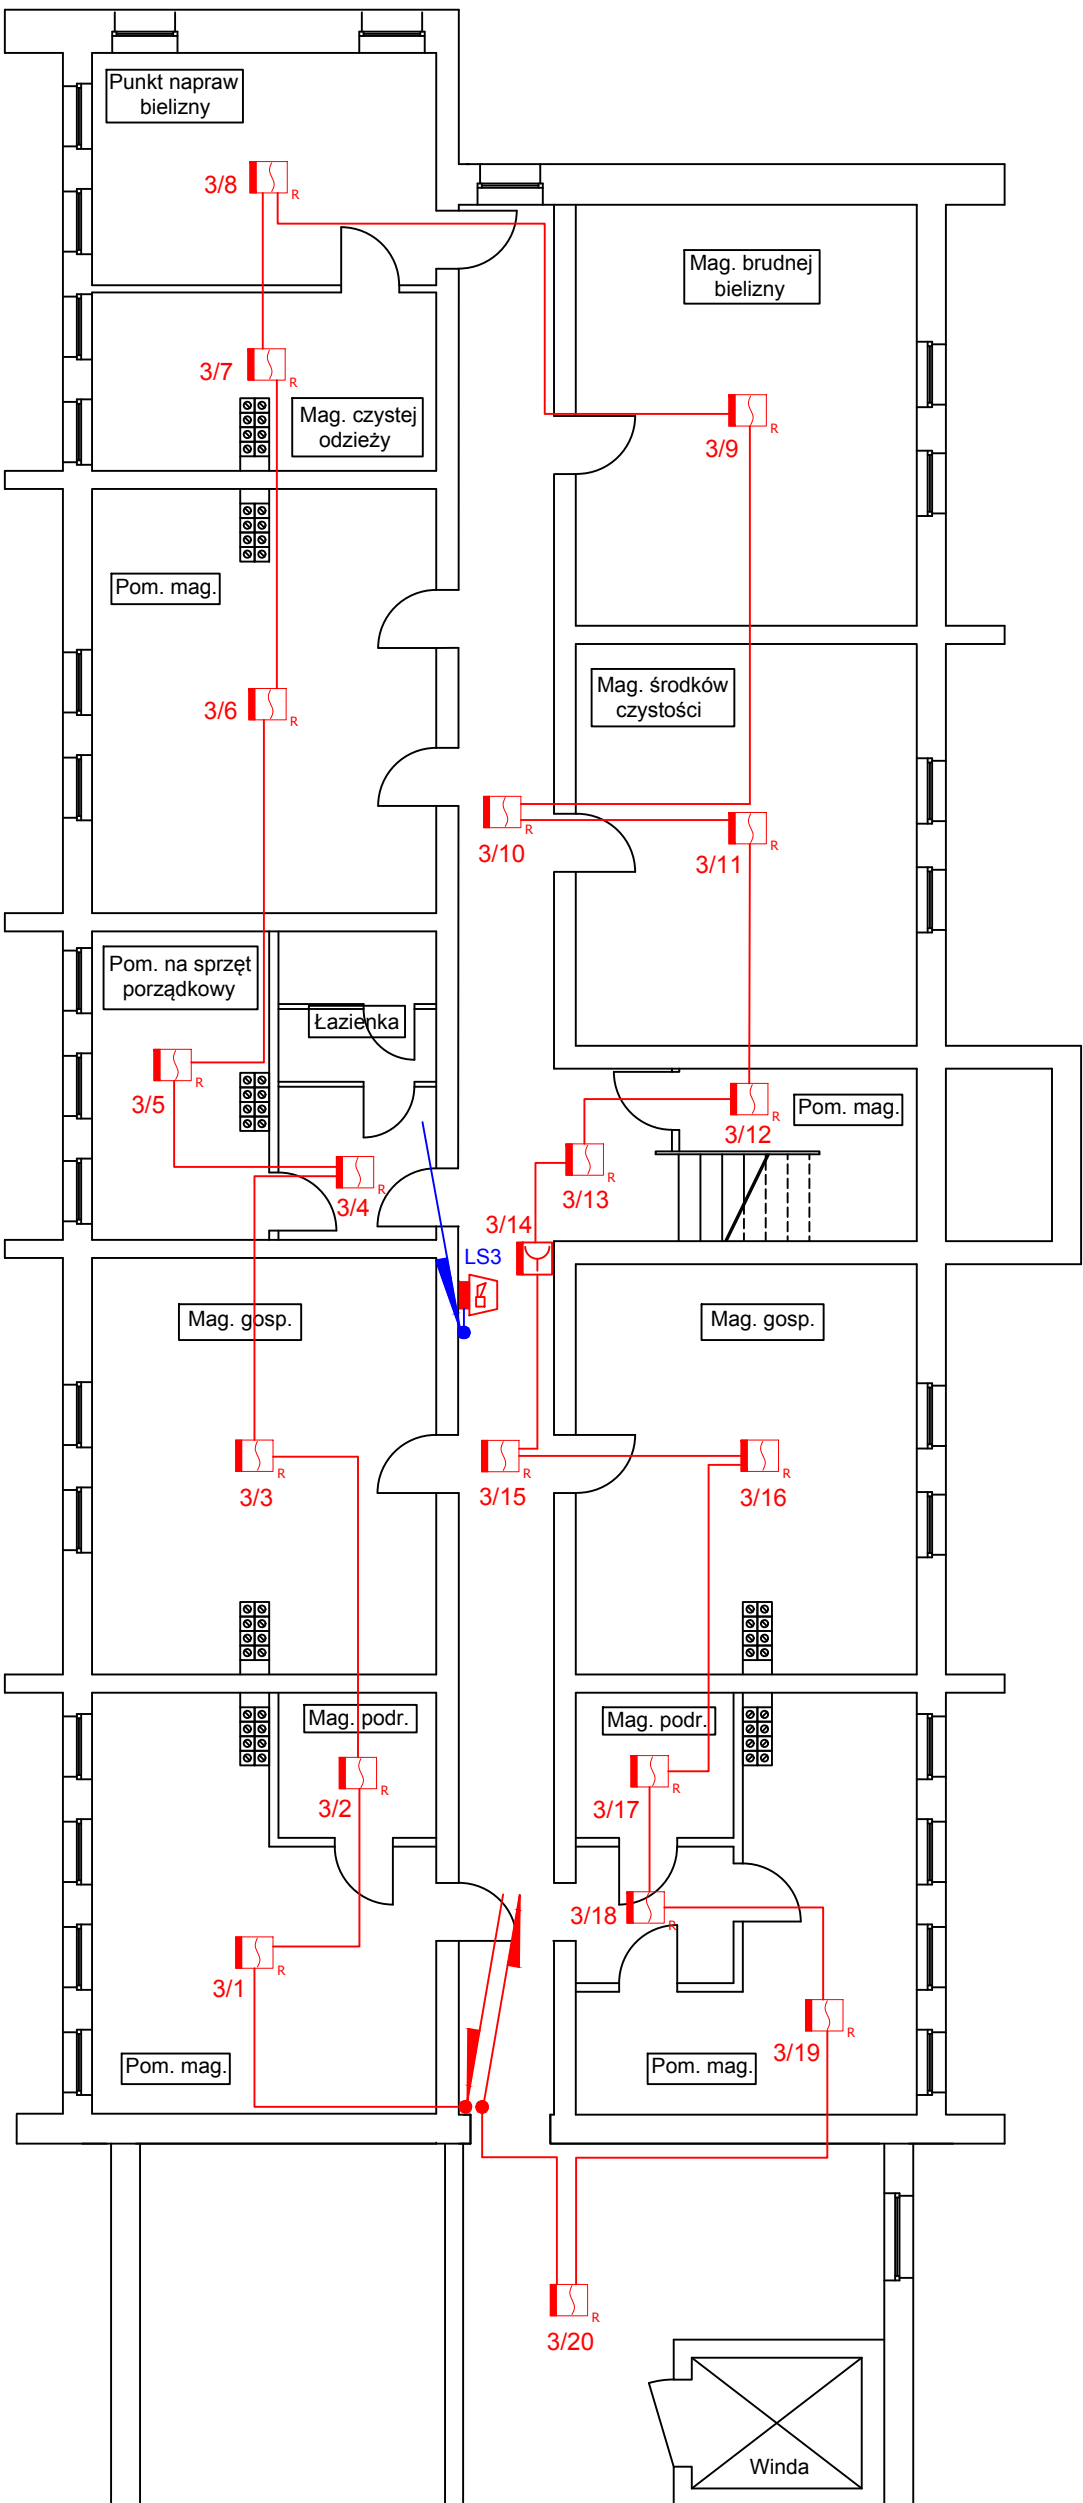 Punkt napraw
bielizny
3/8
R
Mag. brudnej
bielizny
3/7
R
Mag. czystej
odzieży
3/9
R
Pom. mag.
3/6
R
Mag. środków
czystości
3/10
R
3/11
R
Pom. na sprzęt
porządkowy
Łazienka
3/5
R
3/12
R
Pom. mag.
3/4
R
3/13
R
3/14
LS3
Mag. gosp.
Mag. gosp.
3/3
R
3/15
R
3/16
R
Mag. podr.
Mag. podr.
3/2
R
3/17
R
3/18
R
3/1
R
3/19
R
Pom. mag.
Pom. mag.
3/20
R
Winda